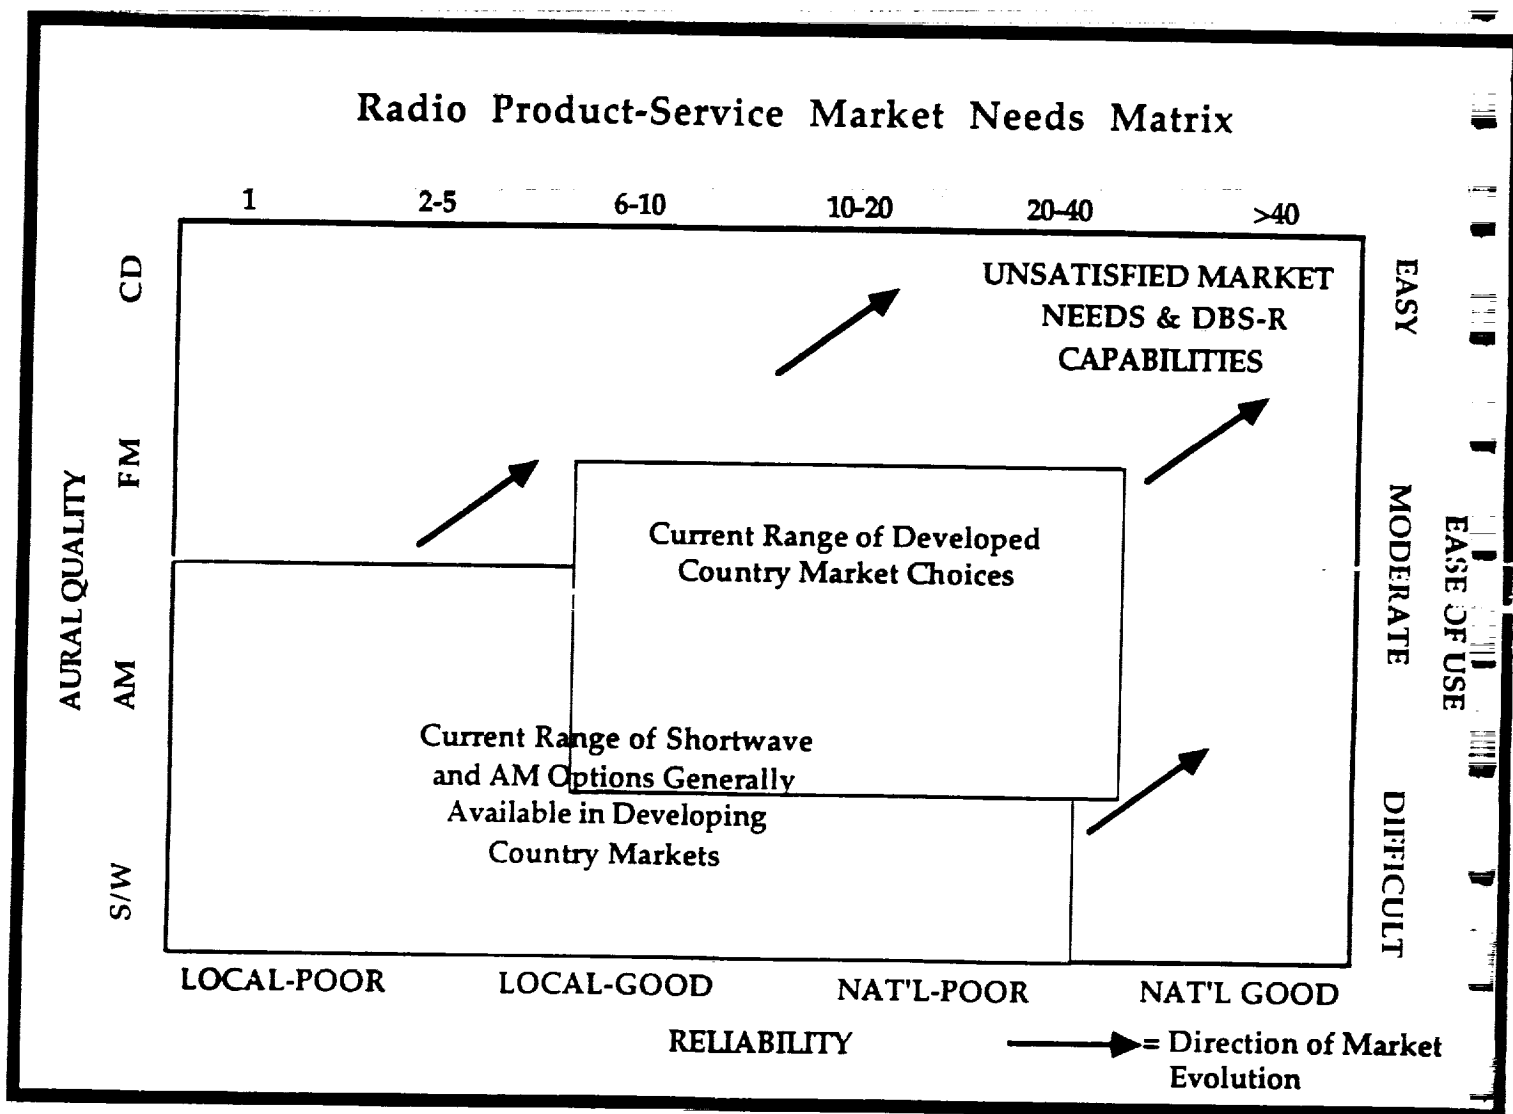 Radio Product-Service Market Needs Matrix
1 2-5 6-10 10-20 20-40 >40
CD
FM
AM
S/W
AURAL QUALITY
UNSATISFIED MARKET
NEEDS & DBS-R
CAPABILITIES
Current Range of Developed
Country Market Choices
Current Range of Shortwave
and AM Options Generally
Available in Developing
Country Markets
EASY
MODERATE
DIFFICULT
EASE OF USE
LOCAL-POOR LOCAL-GOOD NAT'L-POOR NAT'L GOOD
RELIABILITY
= Direction of Market
Evolution